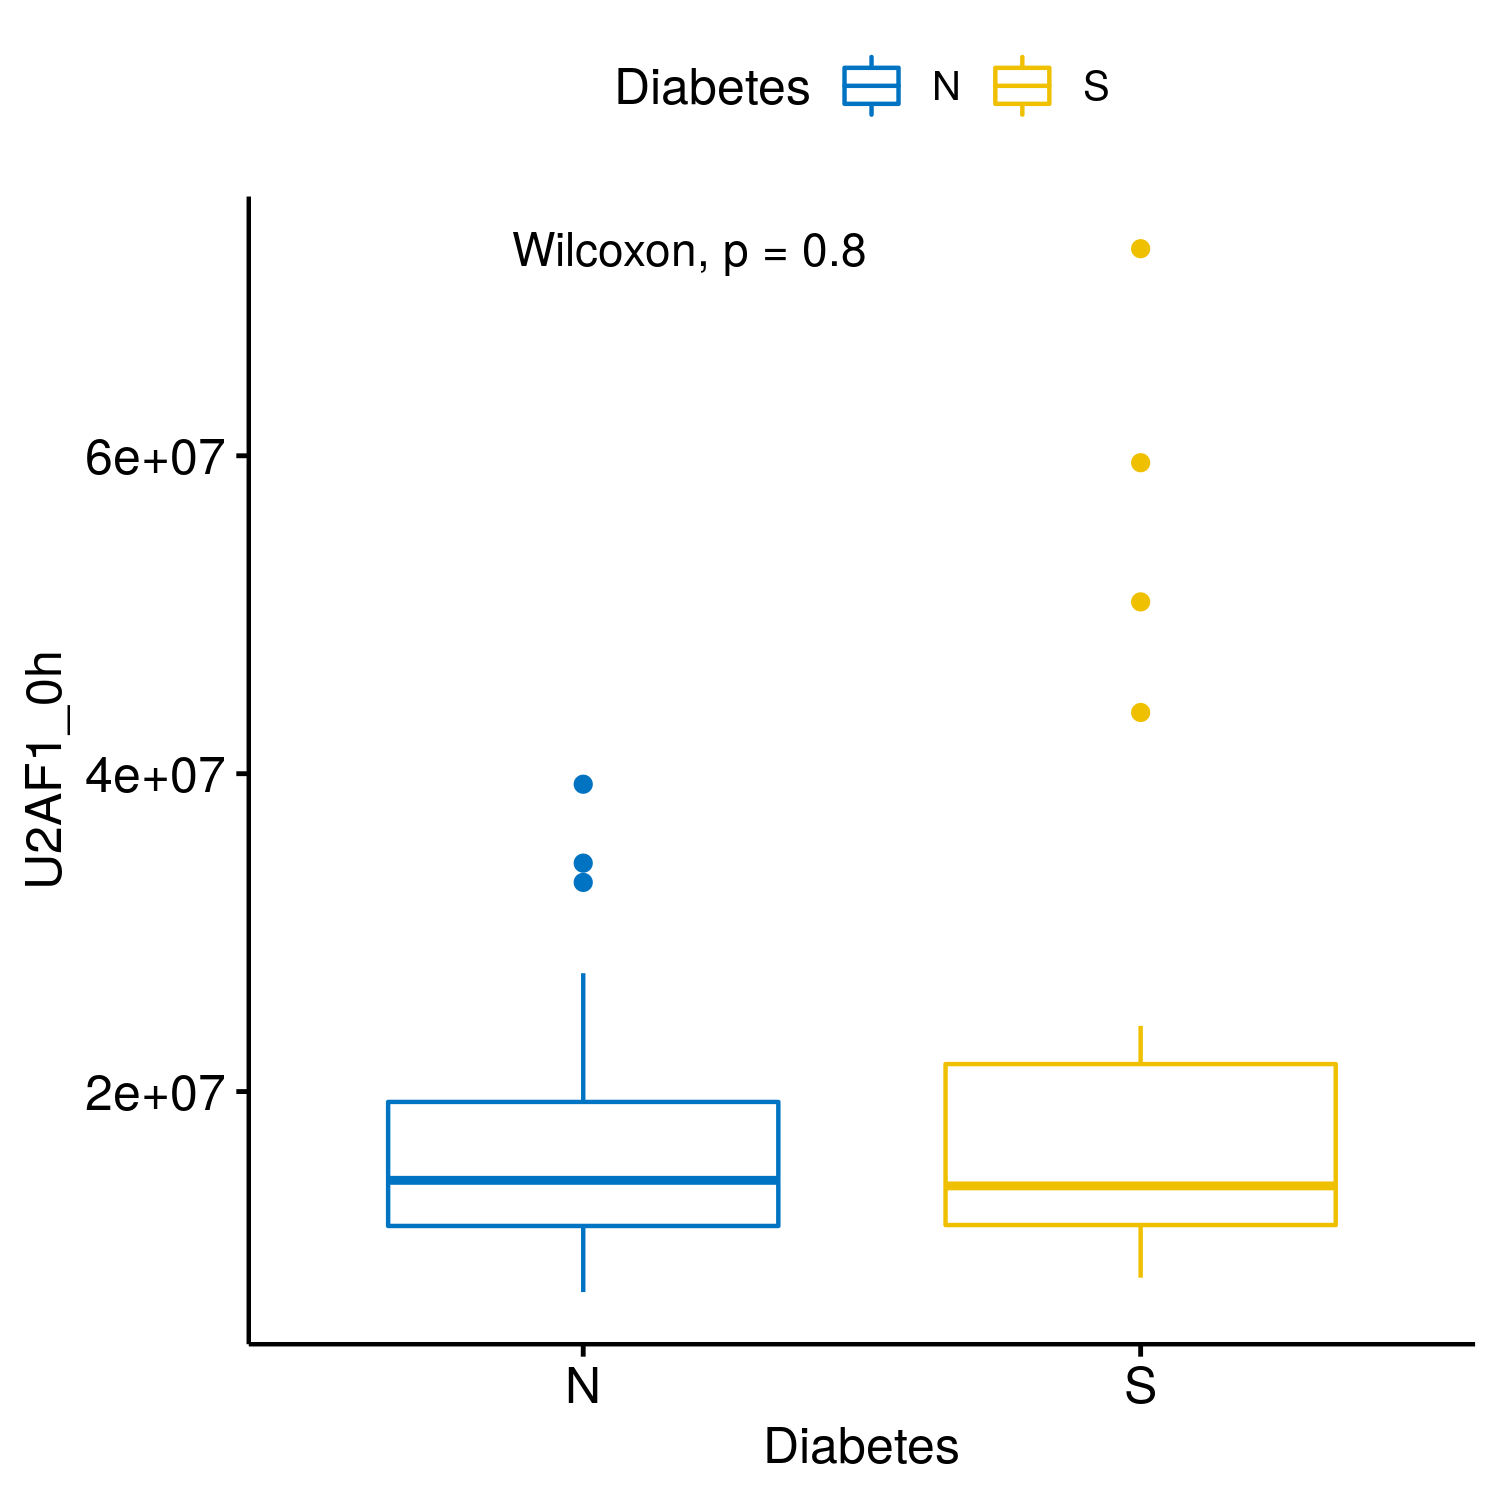 Diabetes N S
Wilcoxon, p = 0.8
6e+07
4e+07
2e+07
U2AF1_0h
N S
Diabetes